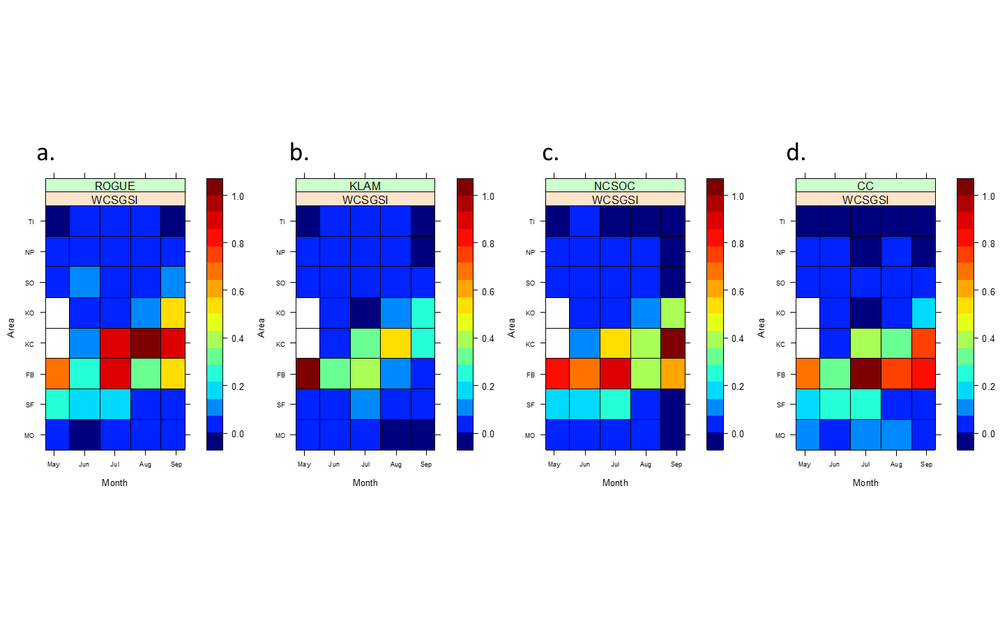 a.
ROGUE
WCSGSI
TI
NP
SO
KO
KC
FB
SF
MO
Area
May Jun Jul Aug Sep
Month
1.0
0.8
0.6
0.4
0.2
0.0
b.
KLAM
WCSGSI
TI
NP
SO
KO
KC
FB
SF
MO
Area
May Jun Jul Aug Sep
Month
1.0
0.8
0.6
0.4
0.2
0.0
c.
NCSOC
WCSGSI
TI
NP
SO
KO
KC
FB
SF
MO
Area
May Jun Jul Aug Sep
Month
1.0
0.8
0.6
0.4
0.2
0.0
d.
CC
WCSGSI
TI
NP
SO
KO
KC
FB
SF
MO
Area
May Jun Jul Aug Sep
Month
1.0
0.8
0.6
0.4
0.2
0.0